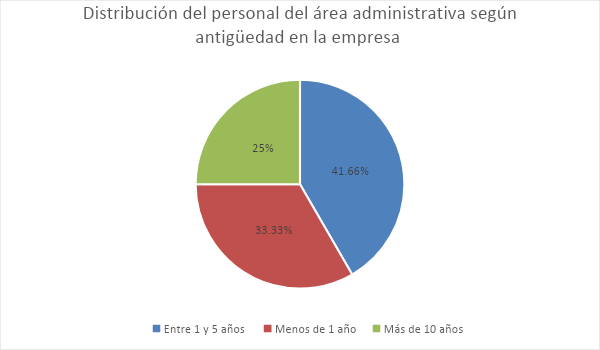 Distribución del personal del área administrativa según
antigüedad en la empresa
25%
41.66%
33.33%
Entre 1 y 5 años
Menos de 1 año
Más de 10 años